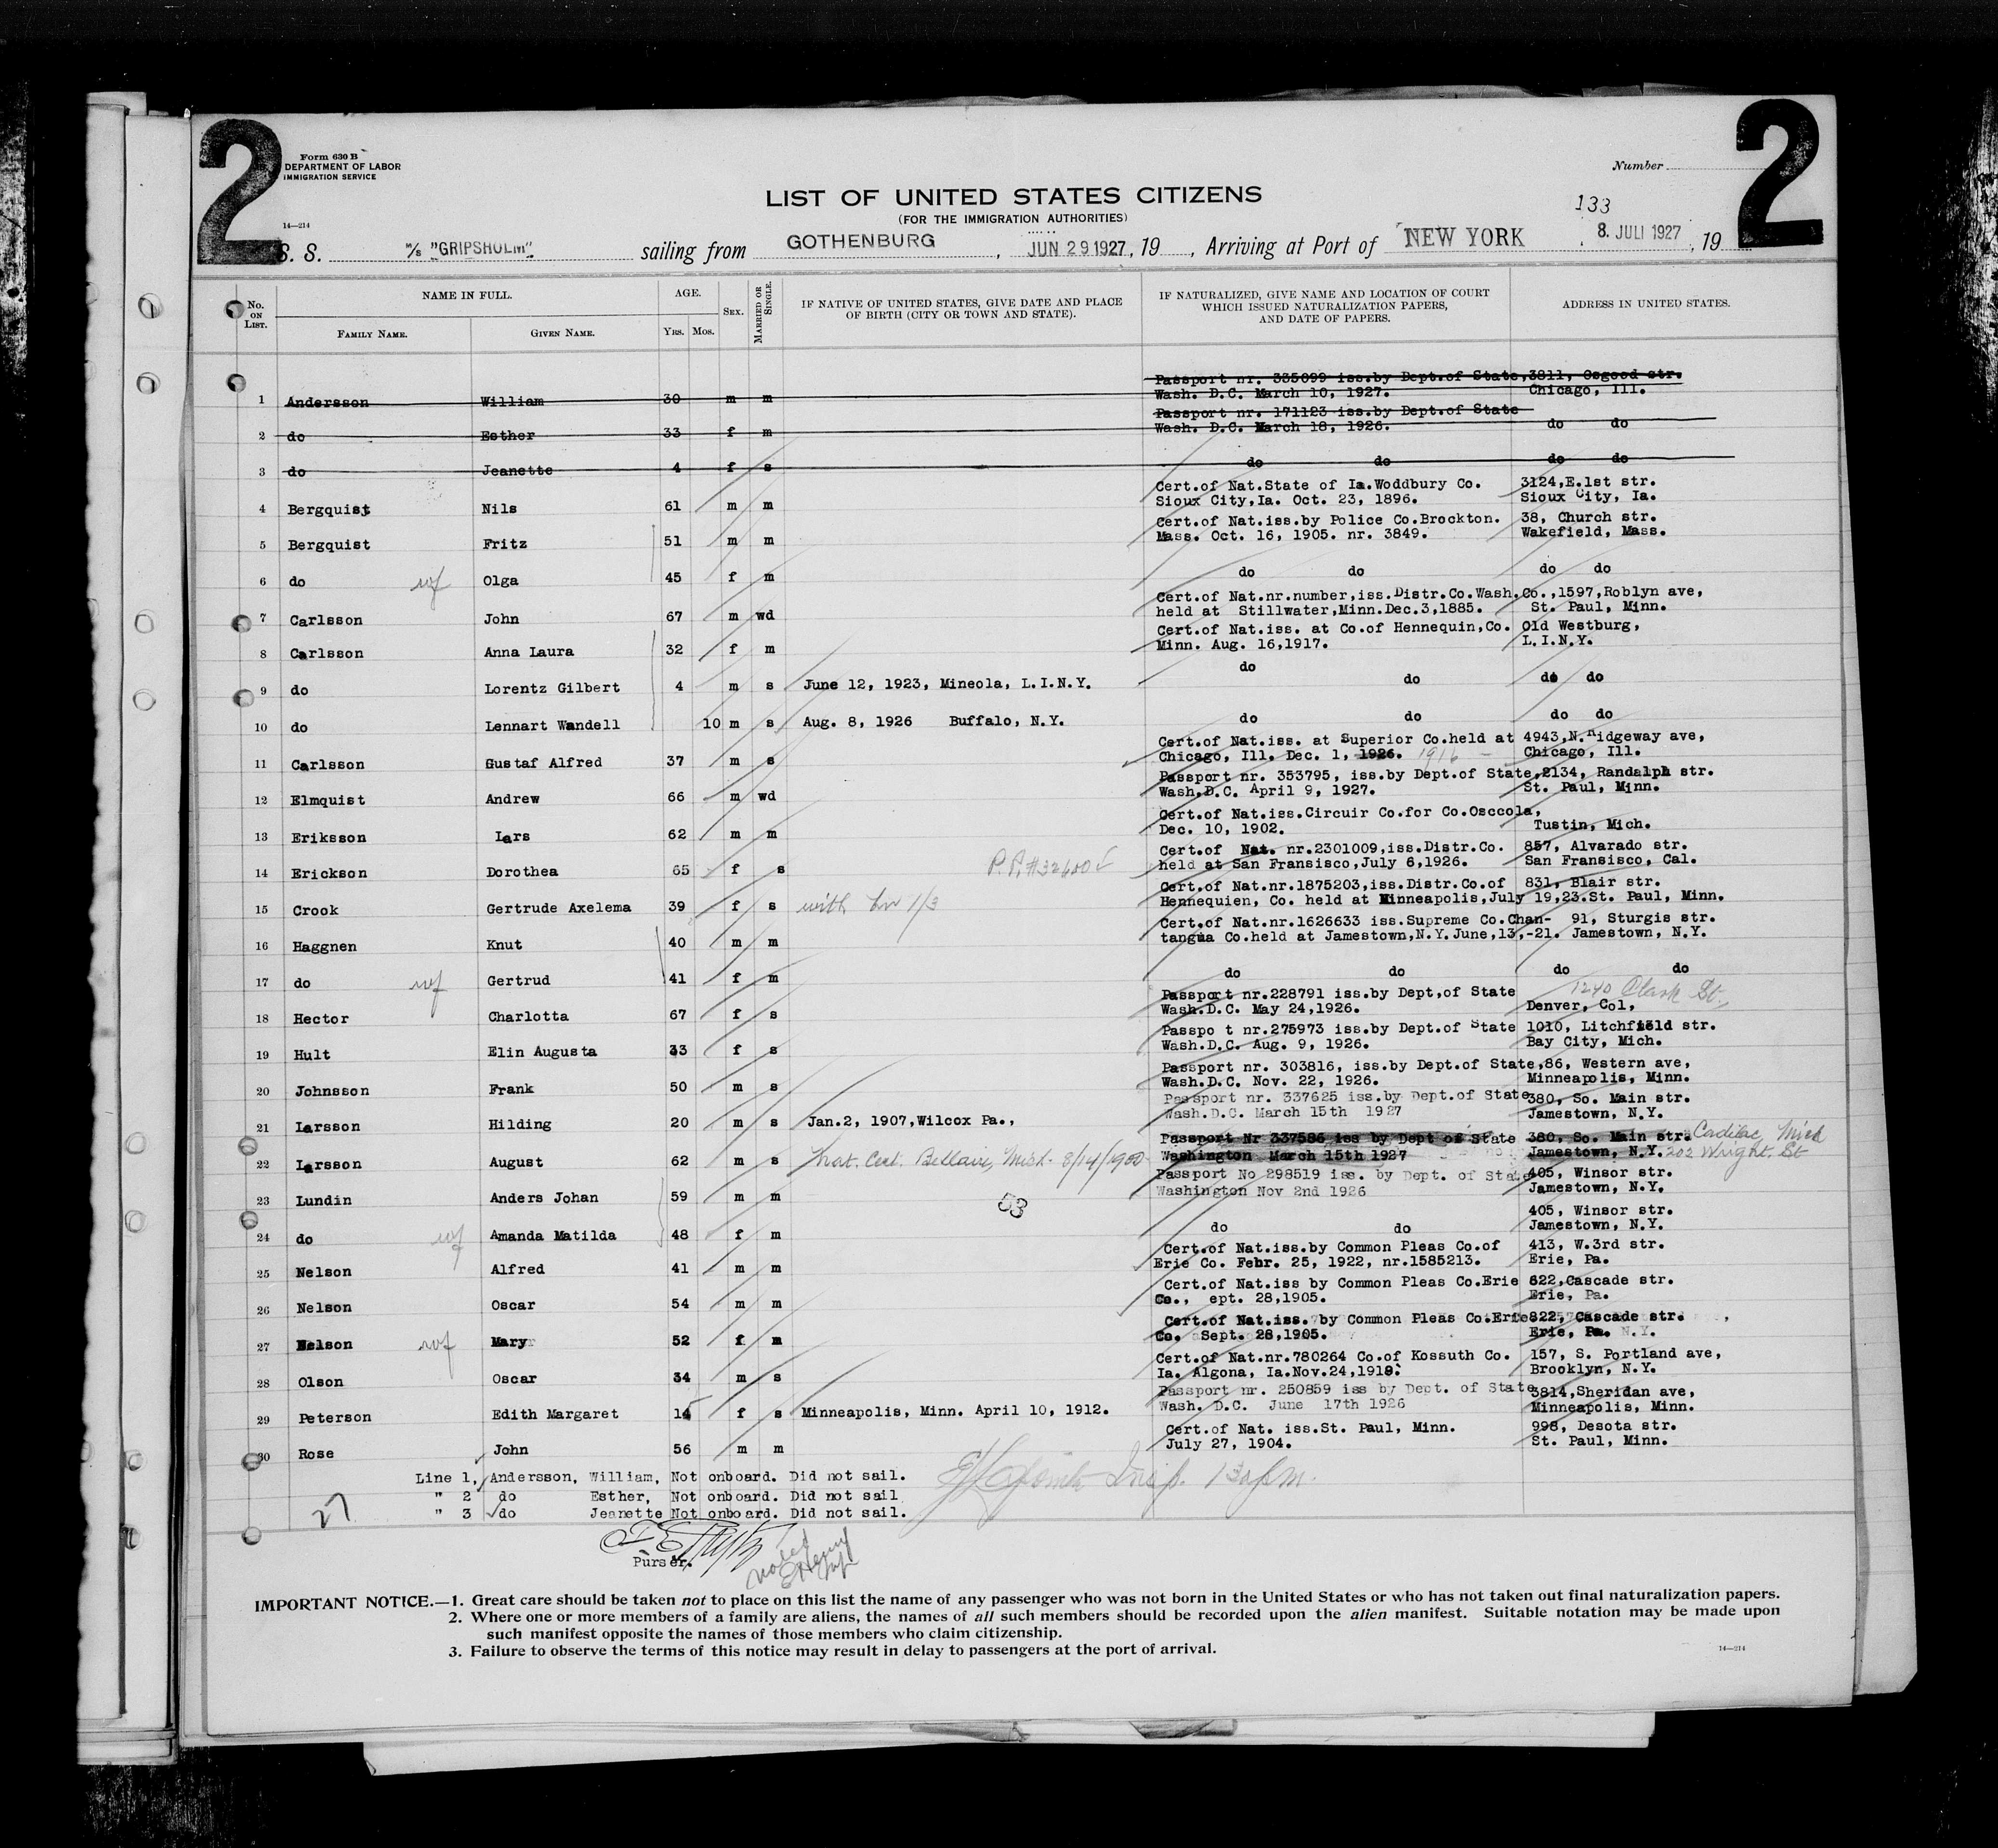 2
2
Form 630 B
DEPARTMENT OF LABOR
IMMIGRATION SERVICE
14—214
Number
LIST OF UNITED STATES CITIZENS
(FOR THE IMMIGRATION AUTHORITIES)
133
S. S. M/S "GRIPSHOLM" sailing from GOTHENBURG, JUN 29 1927, 19 , Arriving at Port of NEW YORK 8. JULI 1927, 19
No. ON LIST. NAME IN FULL. AGE. SEX. MARRIED OR SINGLE. IF NATIVE OF UNITED STATES, GIVE DATE AND PLACE OF BIRTH (CITY OR TOWN AND STATE). IF NATURALIZED, GIVE NAME AND LOCATION OF COURT WHICH ISSUED NATURALIZATION PAPERS, AND DATE OF PAPERS. ADDRESS IN UNITED STATES.
FAMILY NAME. GIVEN NAME. YRS. MOS.
Passport nr. 335099 iss.by Dept.of State, 3811, Osgood str.
1 Andersson William 30 m m Wash. D.C. March 10, 1927. Chicago, Ill.
Passport nr. 171123 iss.by Dept.of State
2 do Esther 33 f m Wash. D.C. March 18, 1926. do do
3 do Jeanette 4 f s do do do do
Cert.of Nat.State of Ia.Woddbury Co. 3124,E.1st str.
4 Bergquist Nils 61 m m Sioux City,Ia. Oct. 23, 1896. Sioux City, Ia.
Cert.of Nat.iss.by Police Co.Brockton. 38, Church str.
5 Bergquist Fritz 51 m m Mass. Oct. 16, 1905. nr. 3849. Wakefield, Mass.
6 do wf Olga 45 f m do do do do
Cert.of Nat.nr.number,iss.Distr.Co.Wash.Co.,1597,Roblyn ave,
7 Carlsson John 67 m wd held at Stillwater,Minn.Dec.3,1885. St. Paul, Minn.
Cert.of Nat.iss. at Co.of Hennequin,Co. Old Westburg,
8 Carlsson Anna Laura 32 f m Minn. Aug. 16,1917. L.I.N.Y.
9 do Lorentz Gilbert 4 m s June 12, 1923, Mineola, L.I.N.Y. do do do do
10 do Lennart Wandell 10 m s Aug. 8, 1926 Buffalo, N.Y. do do do do
Cert.of Nat.iss. at Superior Co.held at 4943,N.Ridgeway ave,
11 Carlsson Gustaf Alfred 37 m s Chicago, Ill. Dec. 1, 1926. 1916 Chicago, Ill.
Passport nr. 353795, iss.by Dept.of State,2134, Randalph str.
12 Elmquist Andrew 66 m wd Wash.D.C. April 9, 1927. St. Paul, Minn.
Cert.of Nat.iss.Circuir Co.for Co.Osccola,
13 Eriksson Lars 62 m m Dec. 10, 1902. Tustin, Mich.
Cert.of Nat. nr.2301009,iss.Distr.Co. 857, Alvarado str.
14 Erickson Dorothea 65 f s held at San Fransisco,July 6,1926. San Fransisco, Cal.
Cert.of Nat.nr.1875203,iss.Distr.Co.of 831, Blair str.
15 Crook Gertrude Axelema 39 f s with Hennequien, Co. held at Minneapolis,July 19,23.St. Paul, Minn.
Cert.of Nat.nr.1626633 iss.Supreme Co.Chan- 91, Sturgis str.
16 Haggnen Knut 40 m m tangua Co.held at Jamestown,N.Y.June,13,-21. Jamestown, N.Y.
17 do wf Gertrud 41 f m do do do do
Passport nr.228791 iss.by Dept,of State 1240 Clark St.,
18 Hector Charlotta 67 f s Wash.D.C. May 24,1926. Denver, Col,
Passpo t nr.275973 iss.by Dept.of State 1010, Litchfield str.
19 Hult Elin Augusta 33 f s Wash.D.C. Aug. 9, 1926. Bay City, Mich.
Passport nr. 303816, iss.by Dept.of State,86, Western ave,
20 Johnsson Frank 50 m s Wash.D.C. Nov. 22, 1926. Minneapolis, Minn.
Passport nr. 337625 iss.by Dept.of State 380, So. Main str.
21 Larsson Hilding 20 m s Jan.2, 1907,Wilcox Pa., Wash.D.C. March 15th 1927 Jamestown, N.Y.
Passport Nr 337586 iss by Dept of State 380, So. Main str. Cadilac, Mich
22 Larsson August 62 m s Nat. Cert. Bellaire, Mich- 8/14/1900 Washington March 15th 1927 Jamestown, N.Y. 202 Wright St
Passport No 298519 iss. by Dept. of State 405, Winsor str.
23 Lundin Anders Johan 59 m m 53 Washington Nov 2nd 1926 Jamestown, N.Y.
405, Winsor str.
24 do wf Amanda Matilda 48 f m do do Jamestown, N.Y.
Cert.of Nat.iss.by Common Pleas Co.of 413, W.3rd str.
25 Nelson Alfred 41 m m Erie Co. Febr. 25, 1922, nr.1585213. Erie, Pa.
Cert.of Nat.iss by Common Pleas Co.Erie 822,Cascade str.
26 Nelson Oscar 54 m m Co., ept. 28,1905. Erie, Pa.
Cert.of Nat.iss. by Common Pleas Co.Erie 822, Cascade str.
27 Nelson wf Mary 52 f m Co. Sept. 28,1905. Erie, Pa.
Cert.of Nat.nr.780264 Co.of Kossuth Co. 157, S. Portland ave,
28 Olson Oscar 34 m s Ia. Algona, Ia.Nov.24,1918. Brooklyn, N.Y.
Passport nr. 250859 iss by Dept. of State 3814,Sheridan ave,
29 Peterson Edith Margaret 15 f s Minneapolis, Minn. April 10, 1912. Wash. D.C. June 17th 1926 Minneapolis, Minn.
Cert.of Nat. iss.St. Paul, Minn. 998, Desota str.
30 Rose John 56 m m July 27, 1904. St. Paul, Minn.
Line 1, Andersson, William, Not onboard. Did not sail.
" 2 do Esther, Not onboard. Did not sail
27 " 3 do Jeanette Not onboard. Did not sail.
Purser.
noted
IMPORTANT NOTICE.—1. Great care should be taken not to place on this list the name of any passenger who was not born in the United States or who has not taken out final naturalization papers.
2. Where one or more members of a family are aliens, the names of all such members should be recorded upon the alien manifest. Suitable notation may be made upon
such manifest opposite the names of those members who claim citizenship.
3. Failure to observe the terms of this notice may result in delay to passengers at the port of arrival.
14—214